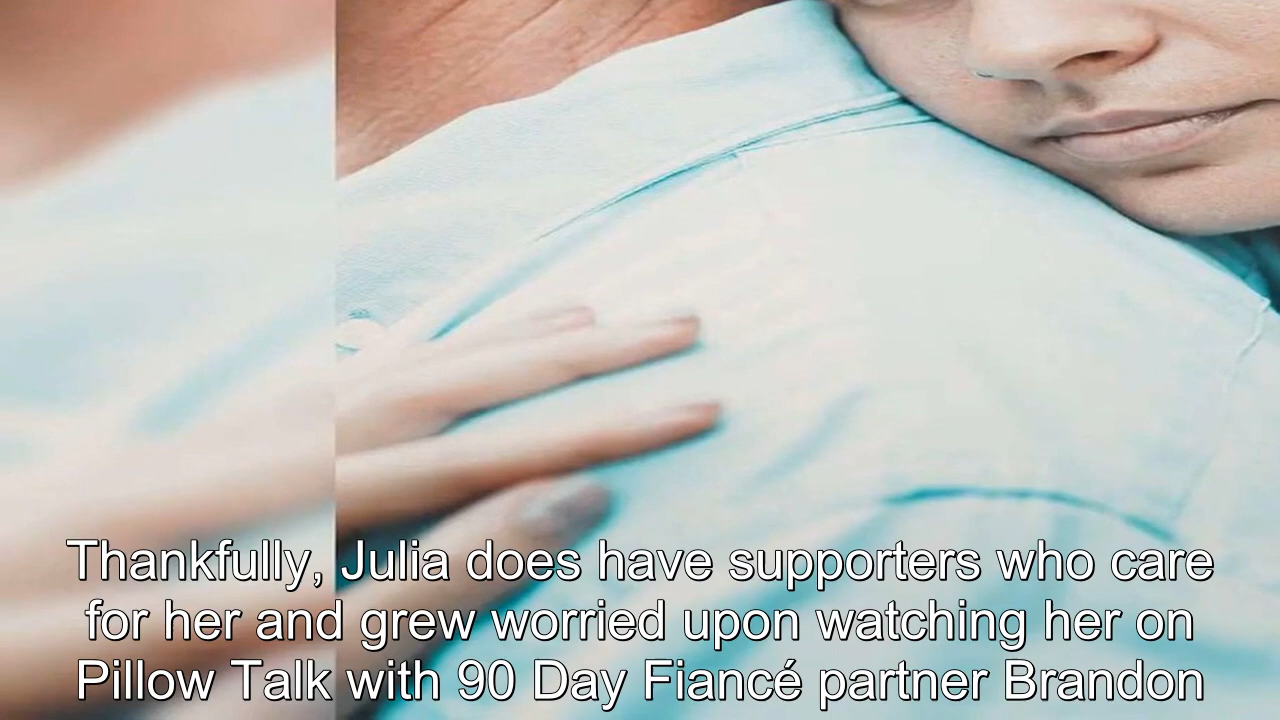 Thankfully, Julia does have supporters who care
for her and grew worried upon watching her on
Pillow Talk with 90 Day Fiancé partner Brandon